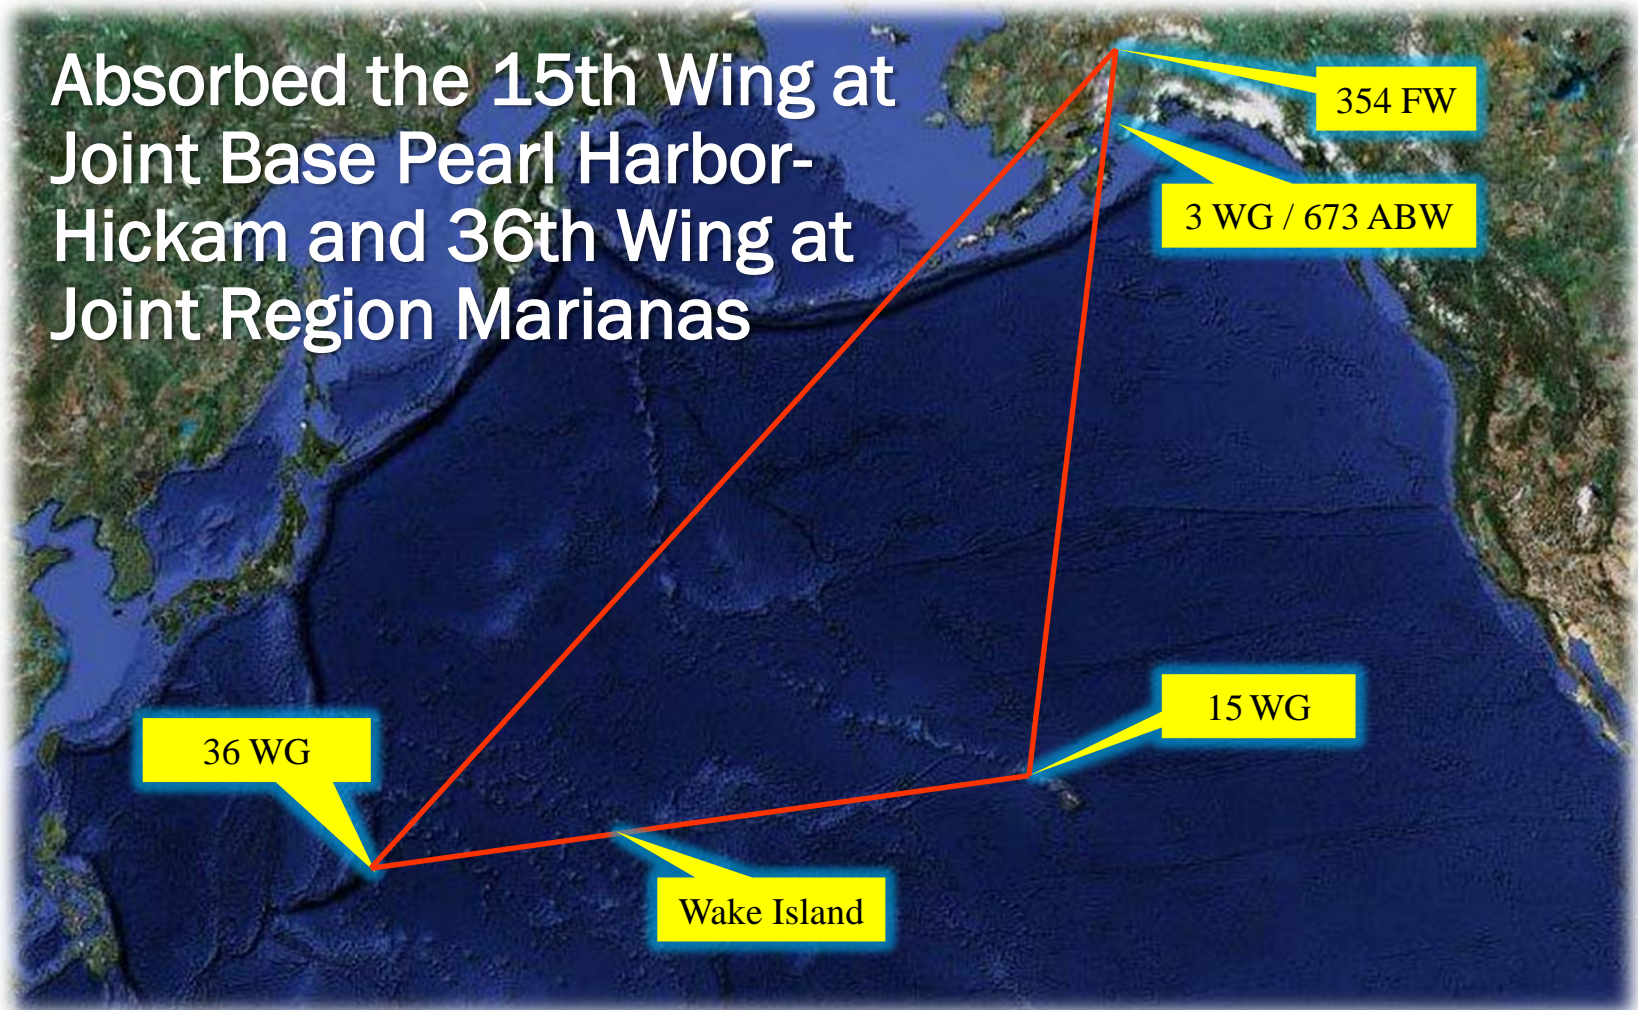 Absorbed the 15th Wing at
Joint Base Pearl Harbor-
Hickam and 36th Wing at
Joint Region Marianas
354 FW
3 WG / 673 ABW
15 WG
36 WG
Wake Island